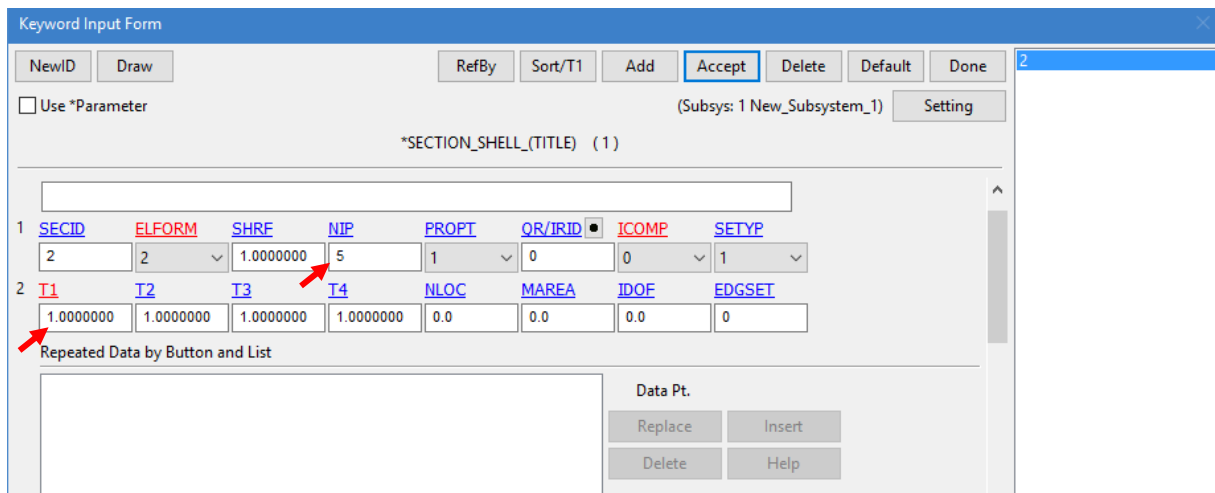 Keyword Input Form
NewID Draw RefBy Sort/T1 Add Accept Delete Default Done 2
Use *Parameter (Subsys: 1 New_Subsystem_1) Setting
*SECTION_SHELL_(TITLE) (1)
1 SECID ELFORM SHRF NIP PROPT QR/IRID ICOMP SETYP
2 2 1.0000000 5 1 0 0 1
2 T1 T2 T3 T4 NLOC MAREA IDOF EDGSET
1.0000000 1.0000000 1.0000000 1.0000000 0.0 0.0 0.0 0
Repeated Data by Button and List
Data Pt.
Replace Insert
Delete Help